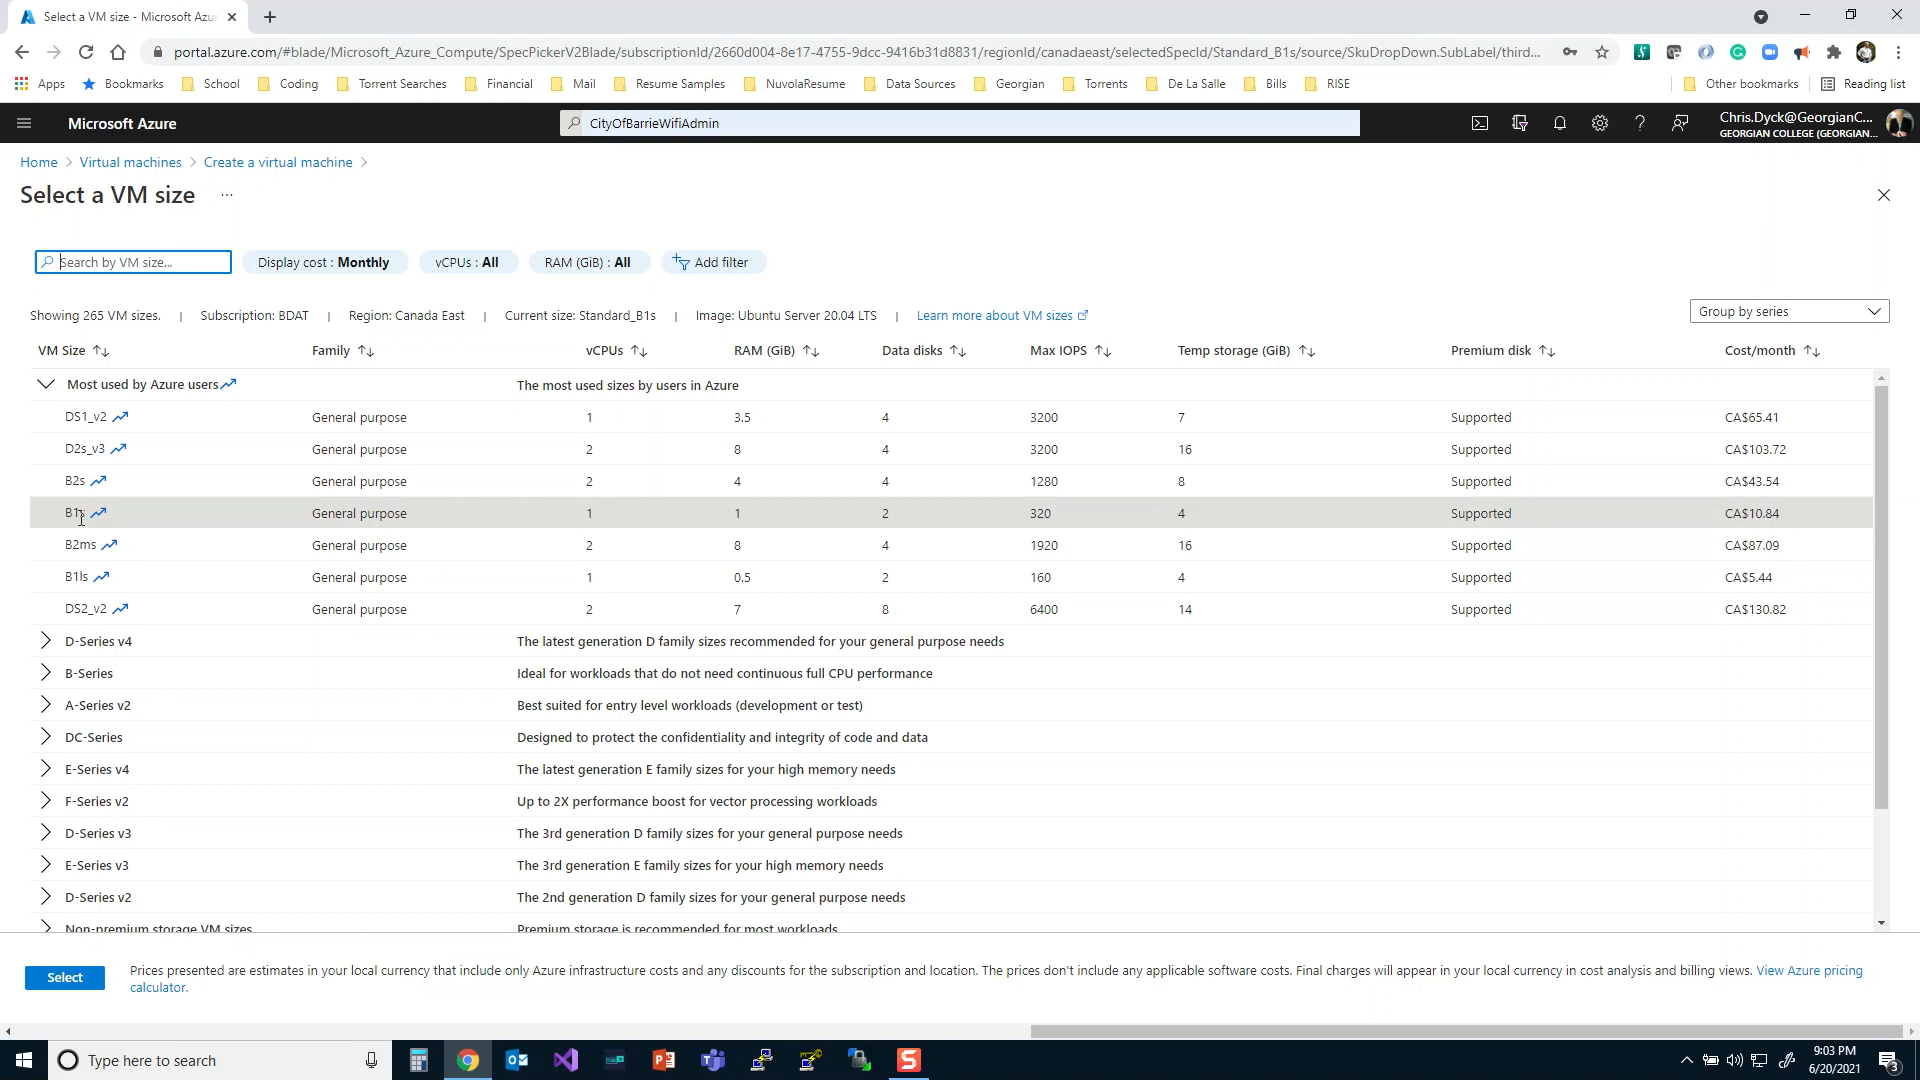 Select a VM size - Microsoft Azu
portal.azure.com/#blade/Microsoft_Azure_Compute/SpecPickerV2Blade/subscriptionId/2660d004-8e17-4755-9dcc-9416b31d8831/regionId/canadaeast/selectedSpecId/Standard_B1s/source/SkuDropDown.SubLabel/third...
Apps Bookmarks School Coding Torrent Searches Financial Mail Resume Samples NuvolaResume Data Sources Georgian Torrents De La Salle Bills RISE Other bookmarks Reading list
Microsoft Azure CityOfBarrieWifiAdmin Chris.Dyck@GeorgianC...
GEORGIAN COLLEGE (GEORGIAN...
Home > Virtual machines > Create a virtual machine >
Select a VM size ...
Search by VM size... Display cost : Monthly vCPUs : All RAM (GiB) : All Add filter
Showing 265 VM sizes. | Subscription: BDAT | Region: Canada East | Current size: Standard_B1s | Image: Ubuntu Server 20.04 LTS | Learn more about VM sizes Group by series
VM Size Family vCPUs RAM (GiB) Data disks Max IOPS Temp storage (GiB) Premium disk Cost/month
Most used by Azure users The most used sizes by users in Azure
DS1_v2 General purpose 1 3.5 4 3200 7 Supported CA$65.41
D2s_v3 General purpose 2 8 4 3200 16 Supported CA$103.72
B2s General purpose 2 4 4 1280 8 Supported CA$43.54
B1s General purpose 1 1 2 320 4 Supported CA$10.84
B2ms General purpose 2 8 4 1920 16 Supported CA$87.09
B1ls General purpose 1 0.5 2 160 4 Supported CA$5.44
DS2_v2 General purpose 2 7 8 6400 14 Supported CA$130.82
D-Series v4 The latest generation D family sizes recommended for your general purpose needs
B-Series Ideal for workloads that do not need continuous full CPU performance
A-Series v2 Best suited for entry level workloads (development or test)
DC-Series Designed to protect the confidentiality and integrity of code and data
E-Series v4 The latest generation E family sizes for your high memory needs
F-Series v2 Up to 2X performance boost for vector processing workloads
D-Series v3 The 3rd generation D family sizes for your general purpose needs
E-Series v3 The 3rd generation E family sizes for your high memory needs
D-Series v2 The 2nd generation D family sizes for your general purpose needs
Non-premium storage VM sizes Premium storage is recommended for most workloads
Select Prices presented are estimates in your local currency that include only Azure infrastructure costs and any discounts for the subscription and location. The prices don't include any applicable software costs. Final charges will appear in your local currency in cost analysis and billing views. View Azure pricing
calculator.
Type here to search 9:03 PM
6/20/2021 3